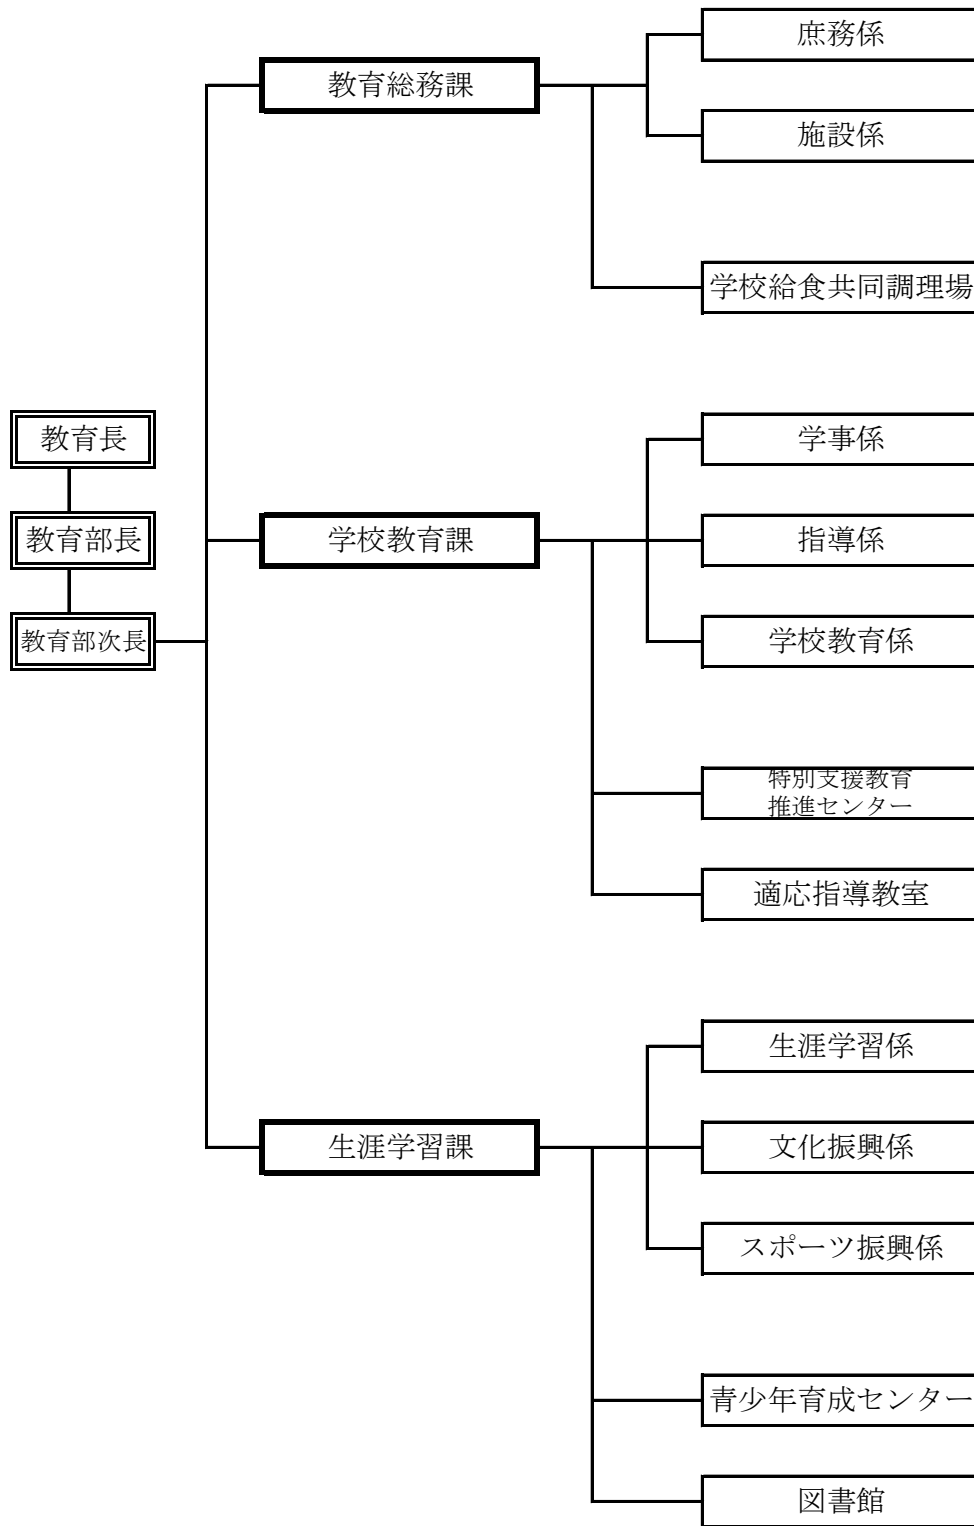 教育長
教育部長
教育部次長
教育総務課
庶務係
施設係
学校給食共同調理場
学校教育課
学事係
指導係
学校教育係
特別支援教育
推進センター
適応指導教室
生涯学習課
生涯学習係
文化振興係
スポーツ振興係
青少年育成センター
図書館